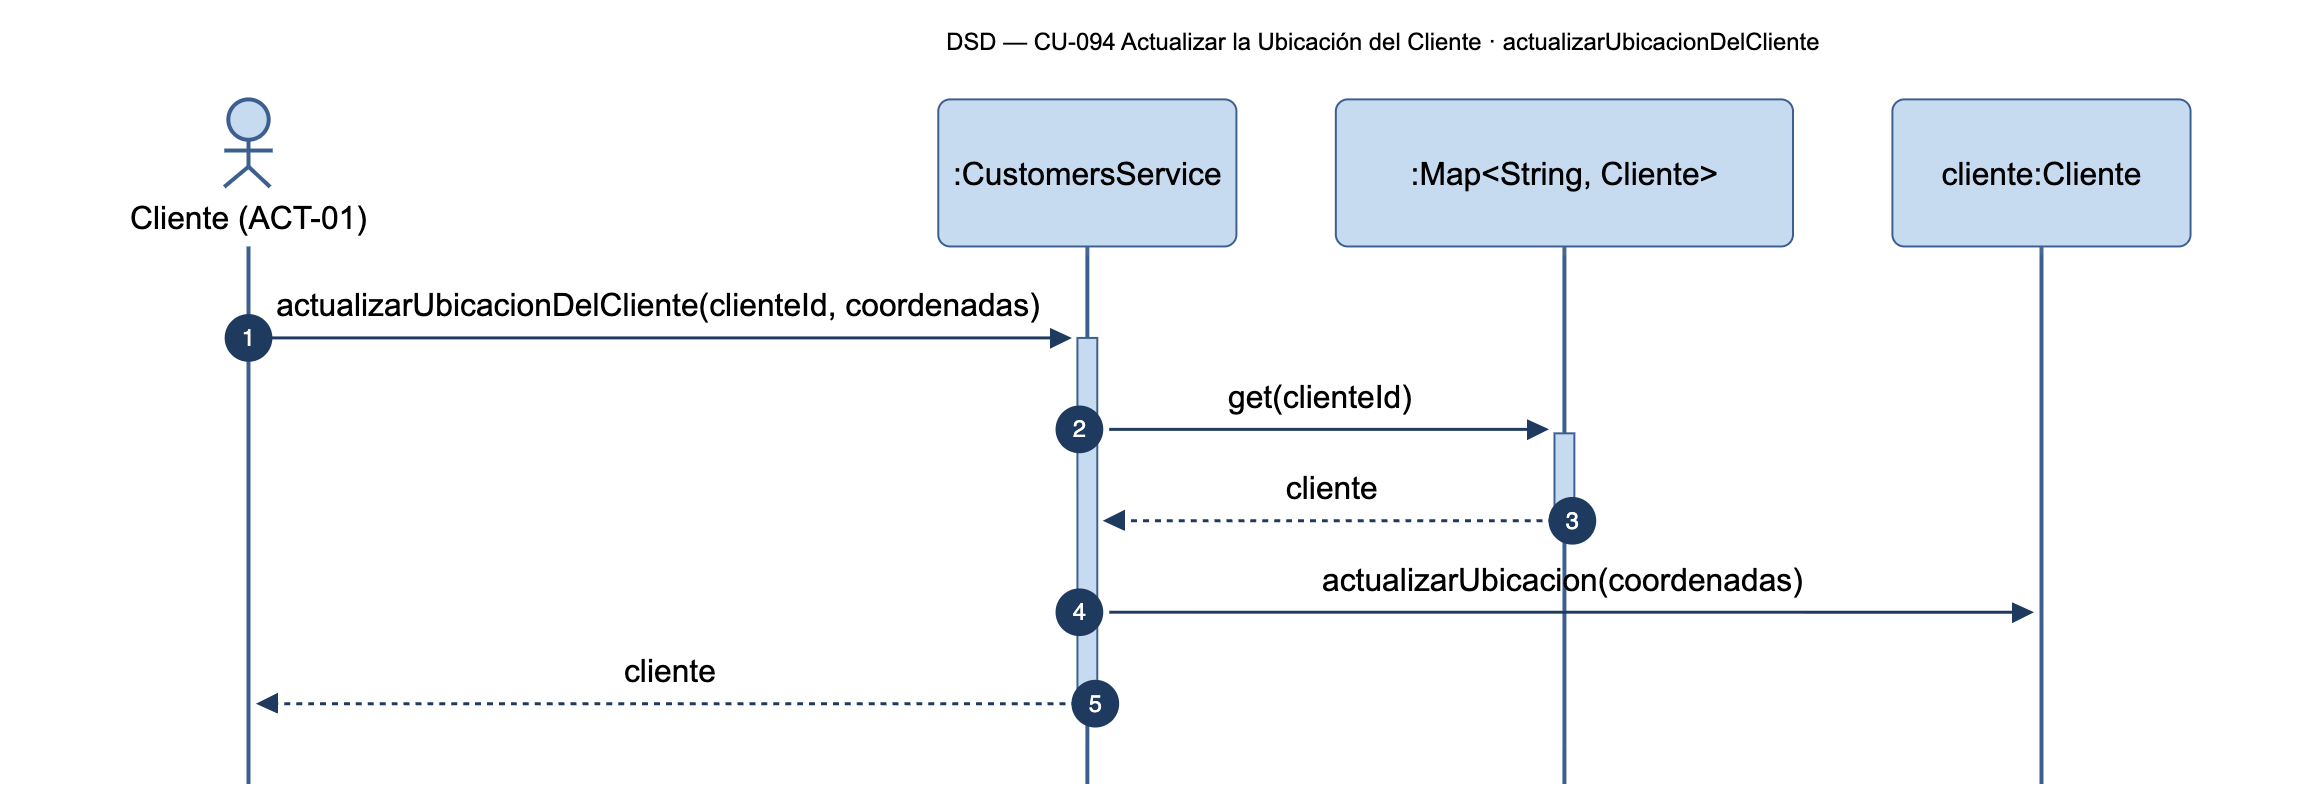 DSD — CU-094 Actualizar la Ubicación del Cliente · actualizarUbicacionDelCliente
Cliente (ACT-01)
:CustomersService
:Map<String, Cliente>
cliente:Cliente
actualizarUbicacionDelCliente(clienteId, coordenadas)
1
get(clienteId)
2
cliente
3
actualizarUbicacion(coordenadas)
4
cliente
5